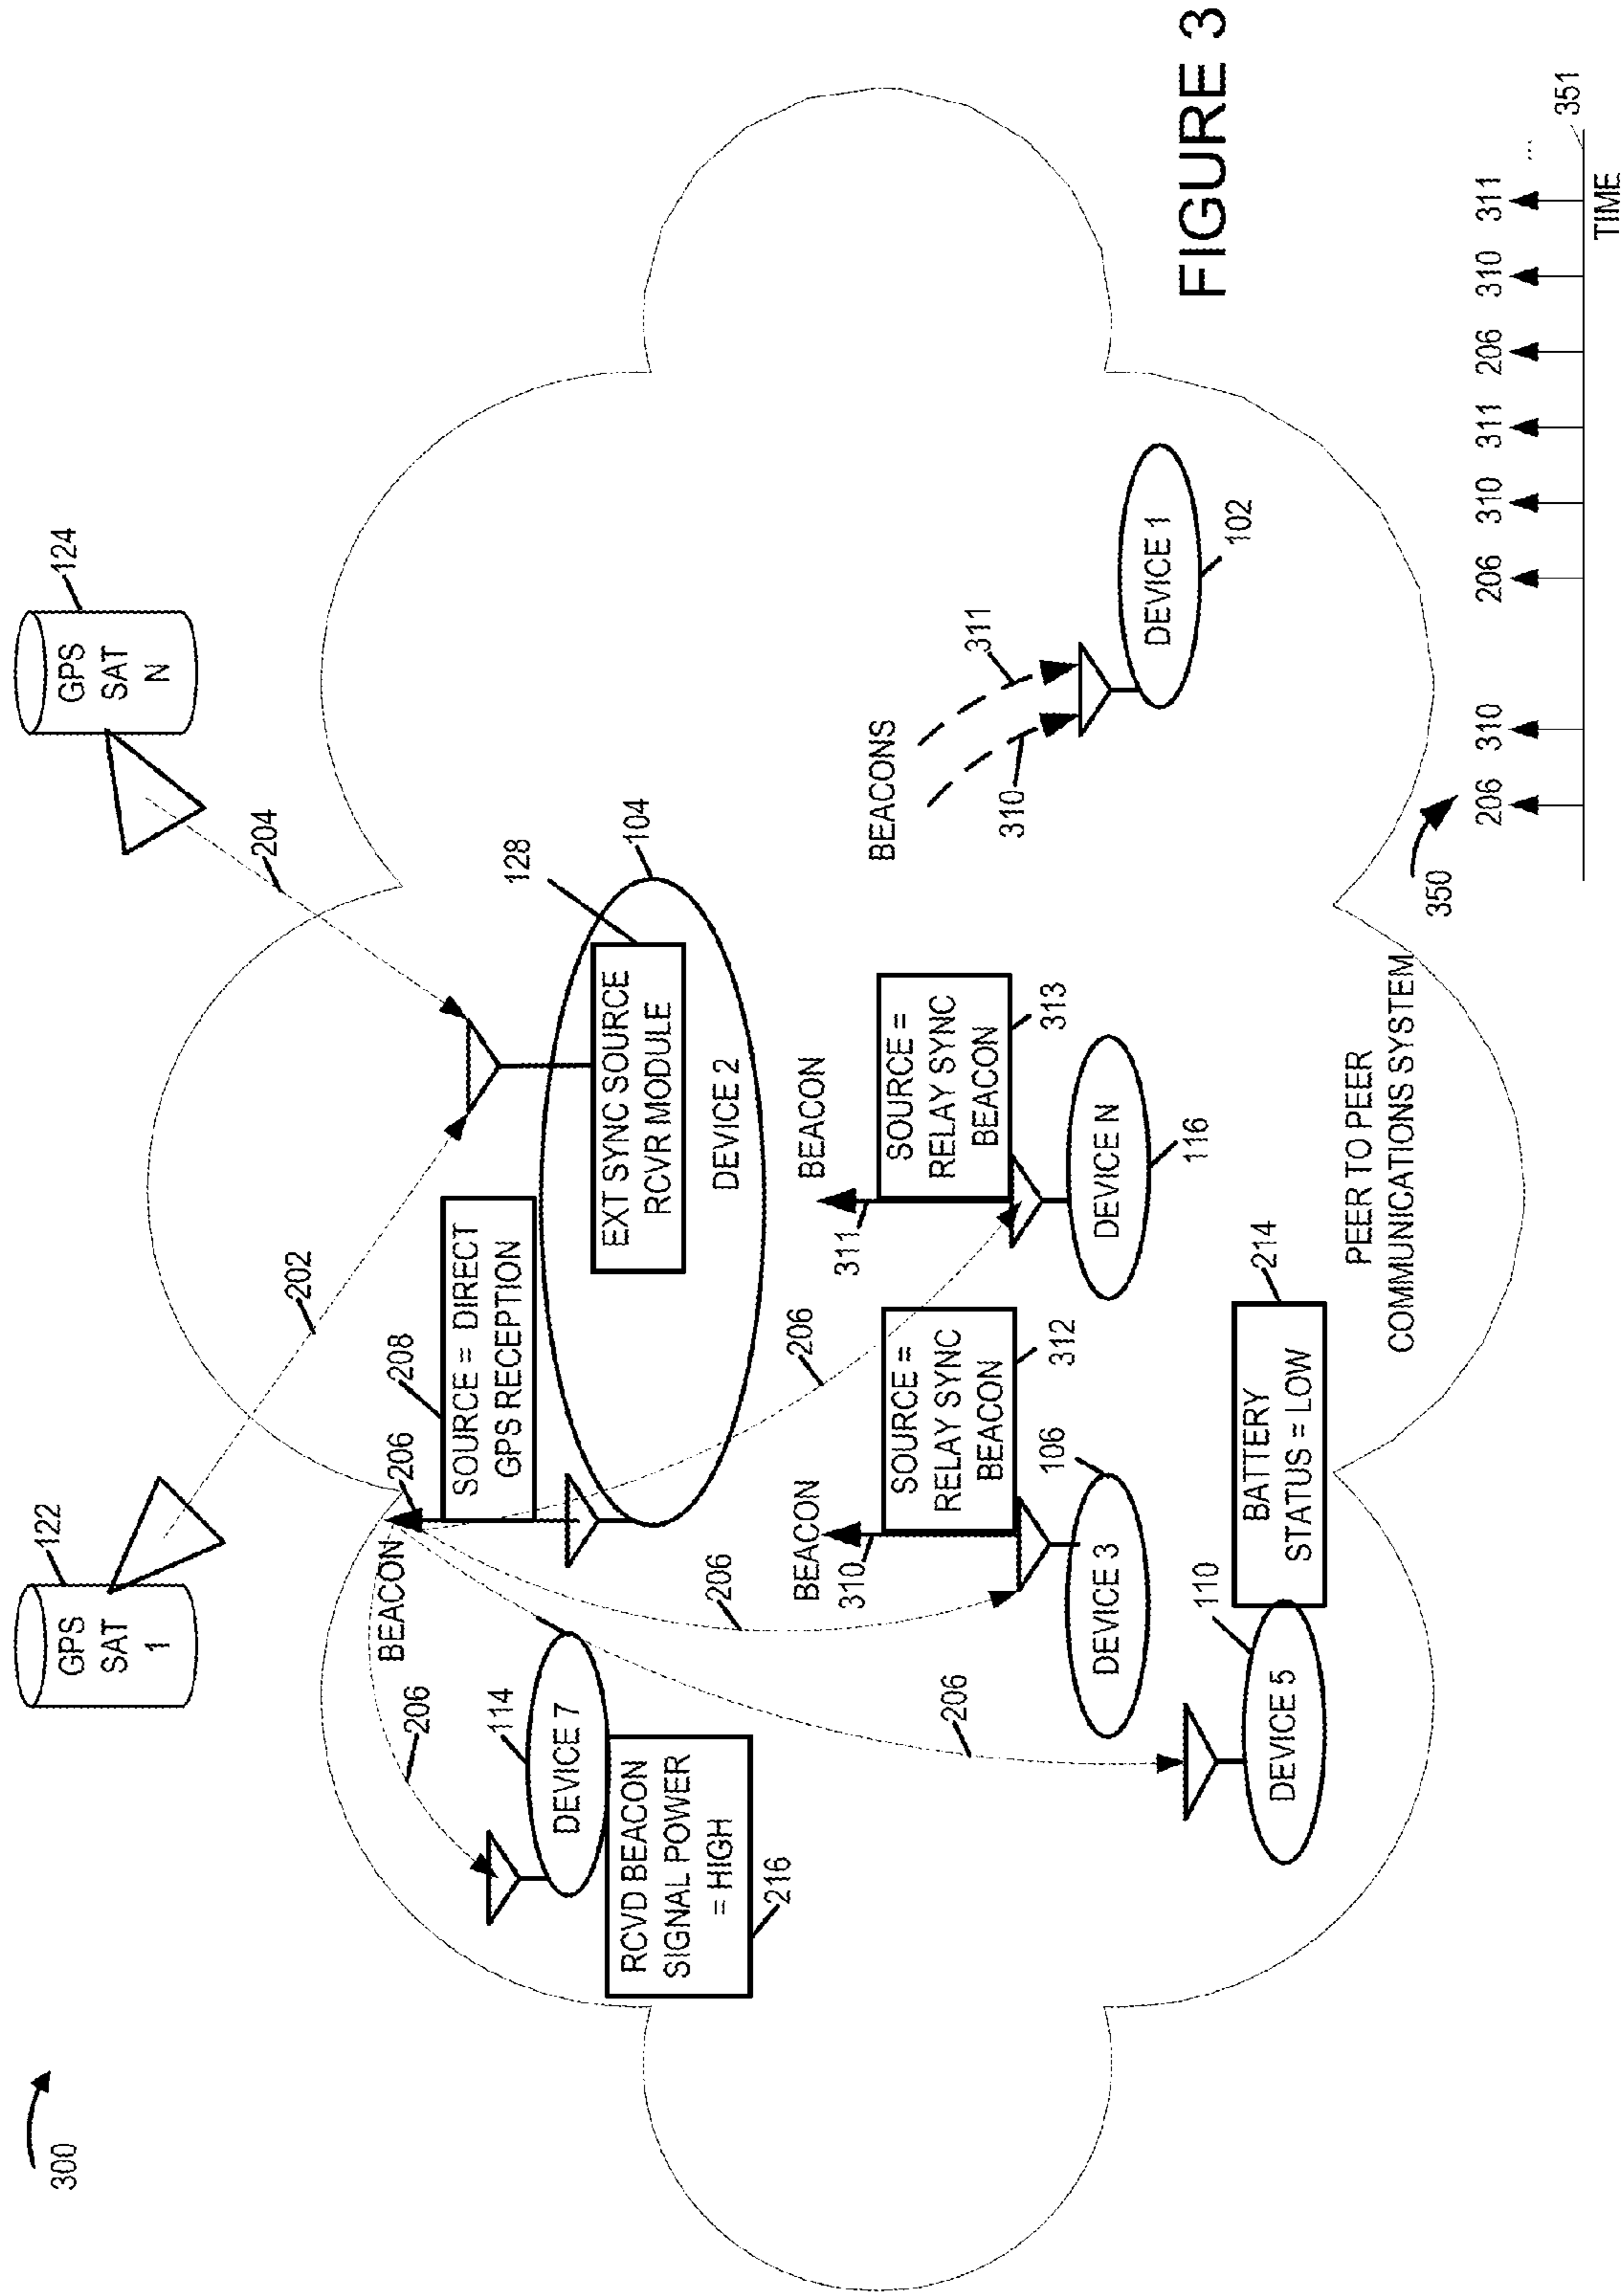 300
GPS
SAT
1
122
GPS
SAT
N
124
202
204
BEACON
206
SOURCE = DIRECT
GPS RECEPTION
208
EXT SYNC SOURCE
RCVR MODULE
128
DEVICE 2
104
206
DEVICE 7
114
RCVD BEACON
SIGNAL POWER
= HIGH
216
206
206
206
BEACON
310
SOURCE =
RELAY SYNC
BEACON
312
DEVICE 3
106
BEACON
311
SOURCE =
RELAY SYNC
BEACON
313
DEVICE N
116
BEACONS
310
311
DEVICE 1
102
DEVICE 5
110
BATTERY
STATUS = LOW
214
PEER TO PEER
COMMUNICATIONS SYSTEM
FIGURE 3
350
206 310 206 310 311 206 310 311 ...
351
TIME